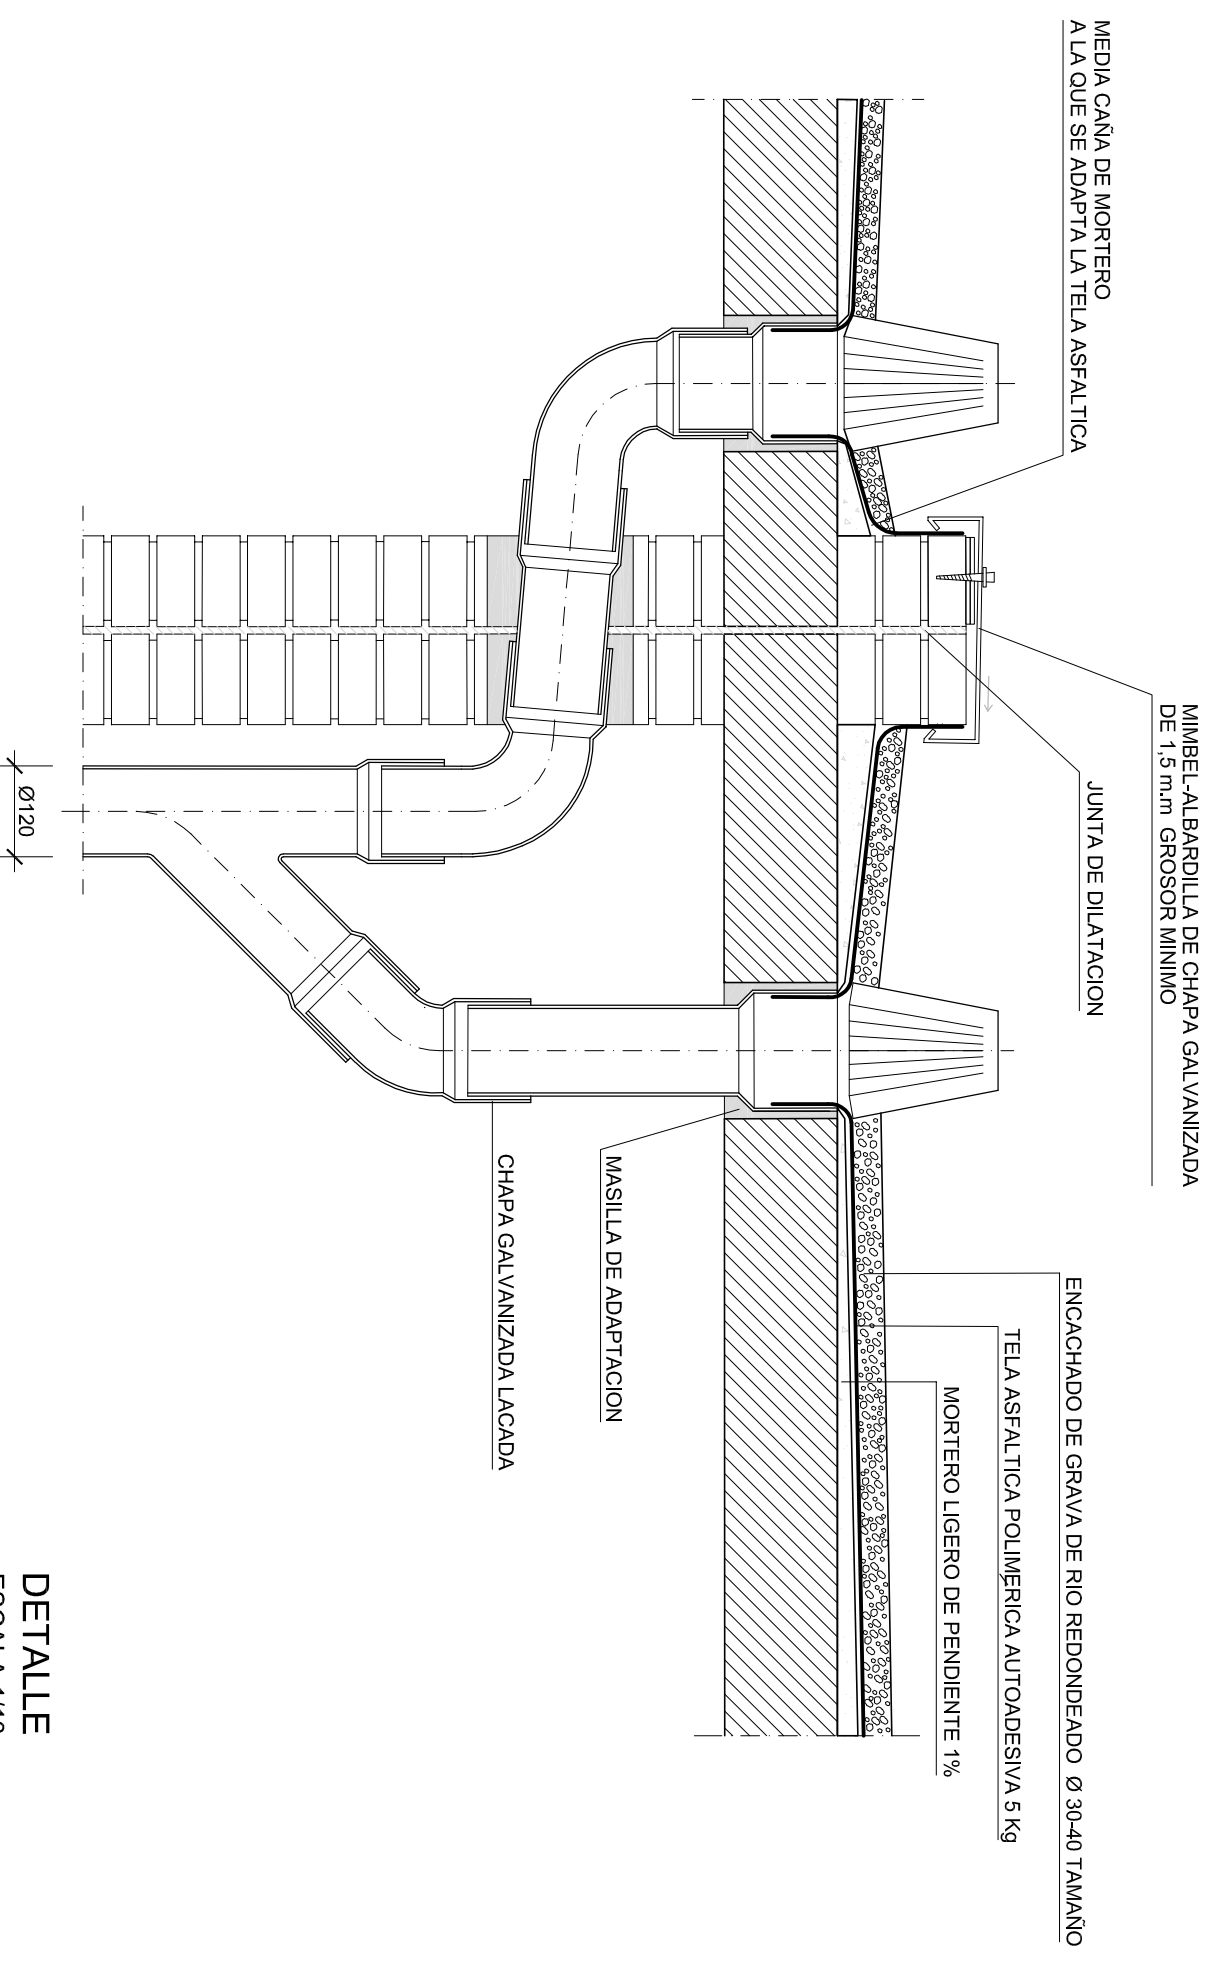 MEDIA CAÑA DE MORTERO
A LA QUE SE ADAPTA LA TELA ASFALTICA
MIMBEL-ALBARDILLA DE CHAPA GALVANIZADA
DE 1,5 m.m GROSOR MINIMO
JUNTA DE DILATACION
ENCACHADO DE GRAVA DE RIO REDONDEADO Ø 30-40 TAMAÑO
TELA ASFALTICA POLIMÉRICA AUTOADESIVA 5 Kg
MORTERO LIGERO DE PENDIENTE 1%
MASILLA DE ADAPTACION
CHAPA GALVANIZADA LACADA
Ø120
DETALLE